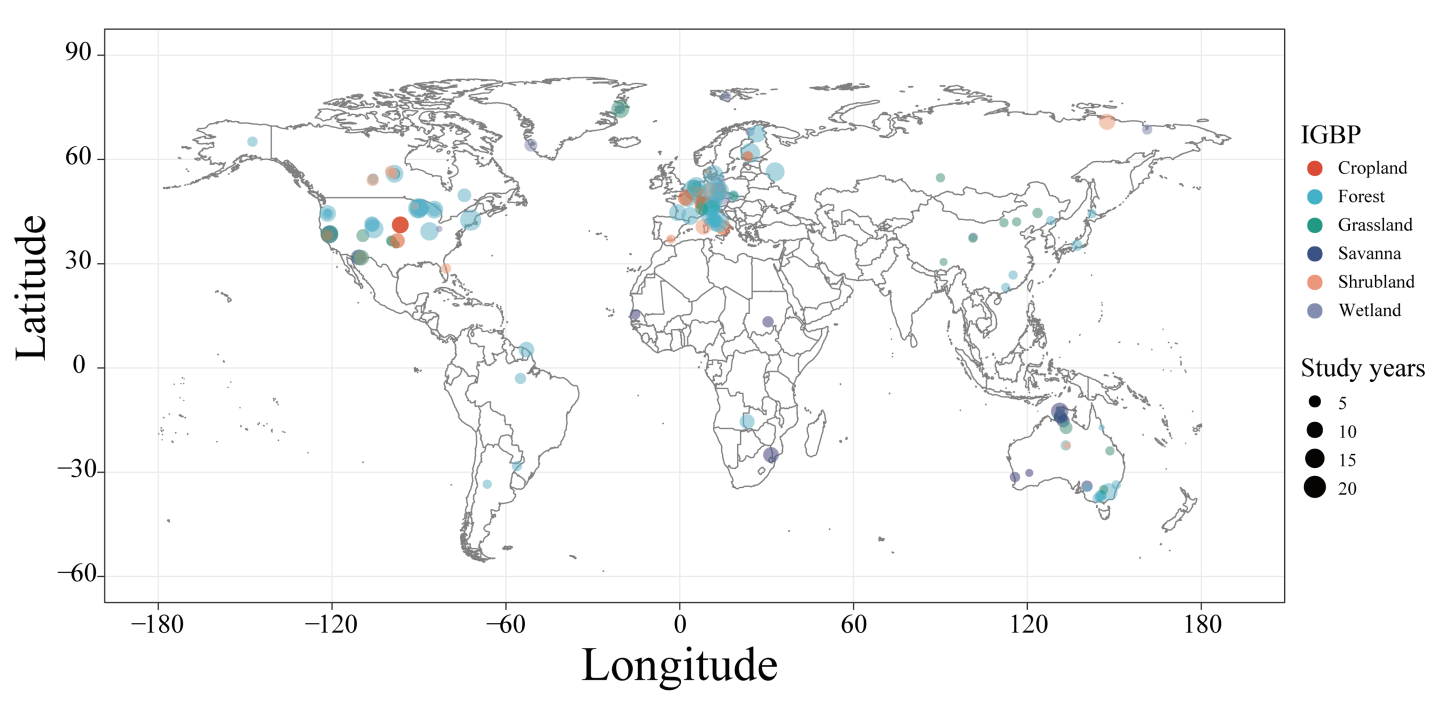 90
60
30
0
−30
−60
Latitude
−180
−120
−60
0
60
120
180
Longitude
IGBP
Cropland
Forest
Grassland
Savanna
Shrubland
Wetland
Study years
5
10
15
20